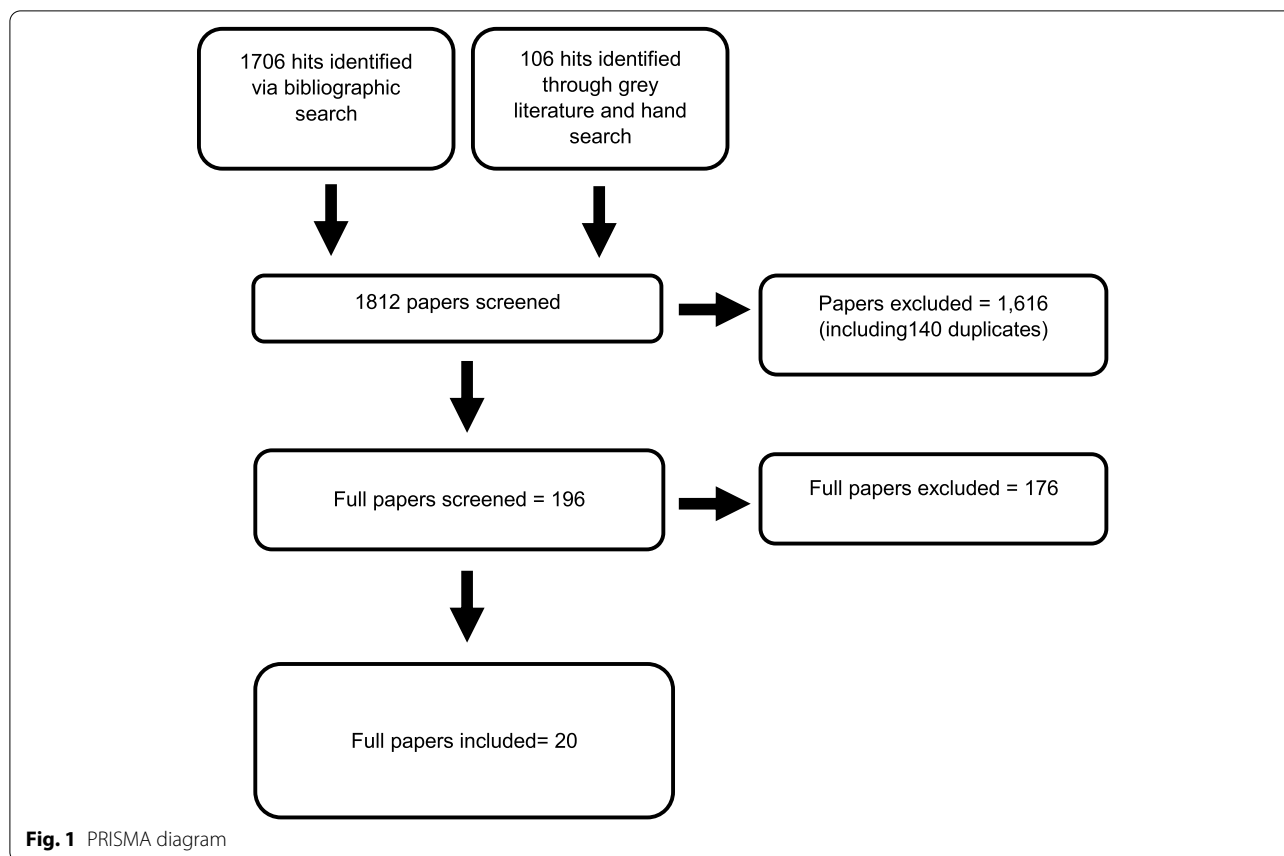 1706 hits identified
via bibliographic
search
106 hits identified
through grey
literature and hand
search
1812 papers screened
Papers excluded = 1,616
(including140 duplicates)
Full papers screened = 196
Full papers excluded = 176
Full papers included= 20
Fig. 1 PRISMA diagram